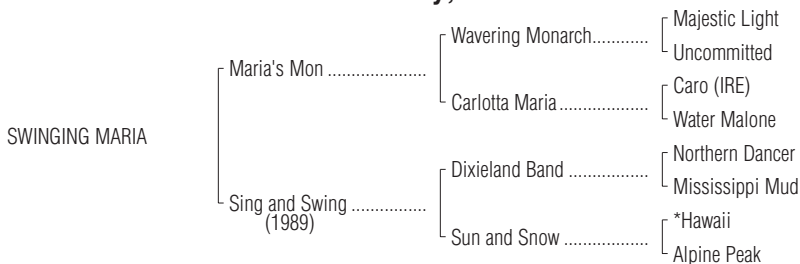 Majestic Light
Wavering Monarch............
Uncommitted
Maria's Mon .....................
Caro (IRE)
Carlotta Maria...................
Water Malone
SWINGING MARIA
Northern Dancer
Dixieland Band .................
Mississippi Mud
Sing and Swing ................
(1989)
*Hawaii
Sun and Snow ..................
Alpine Peak